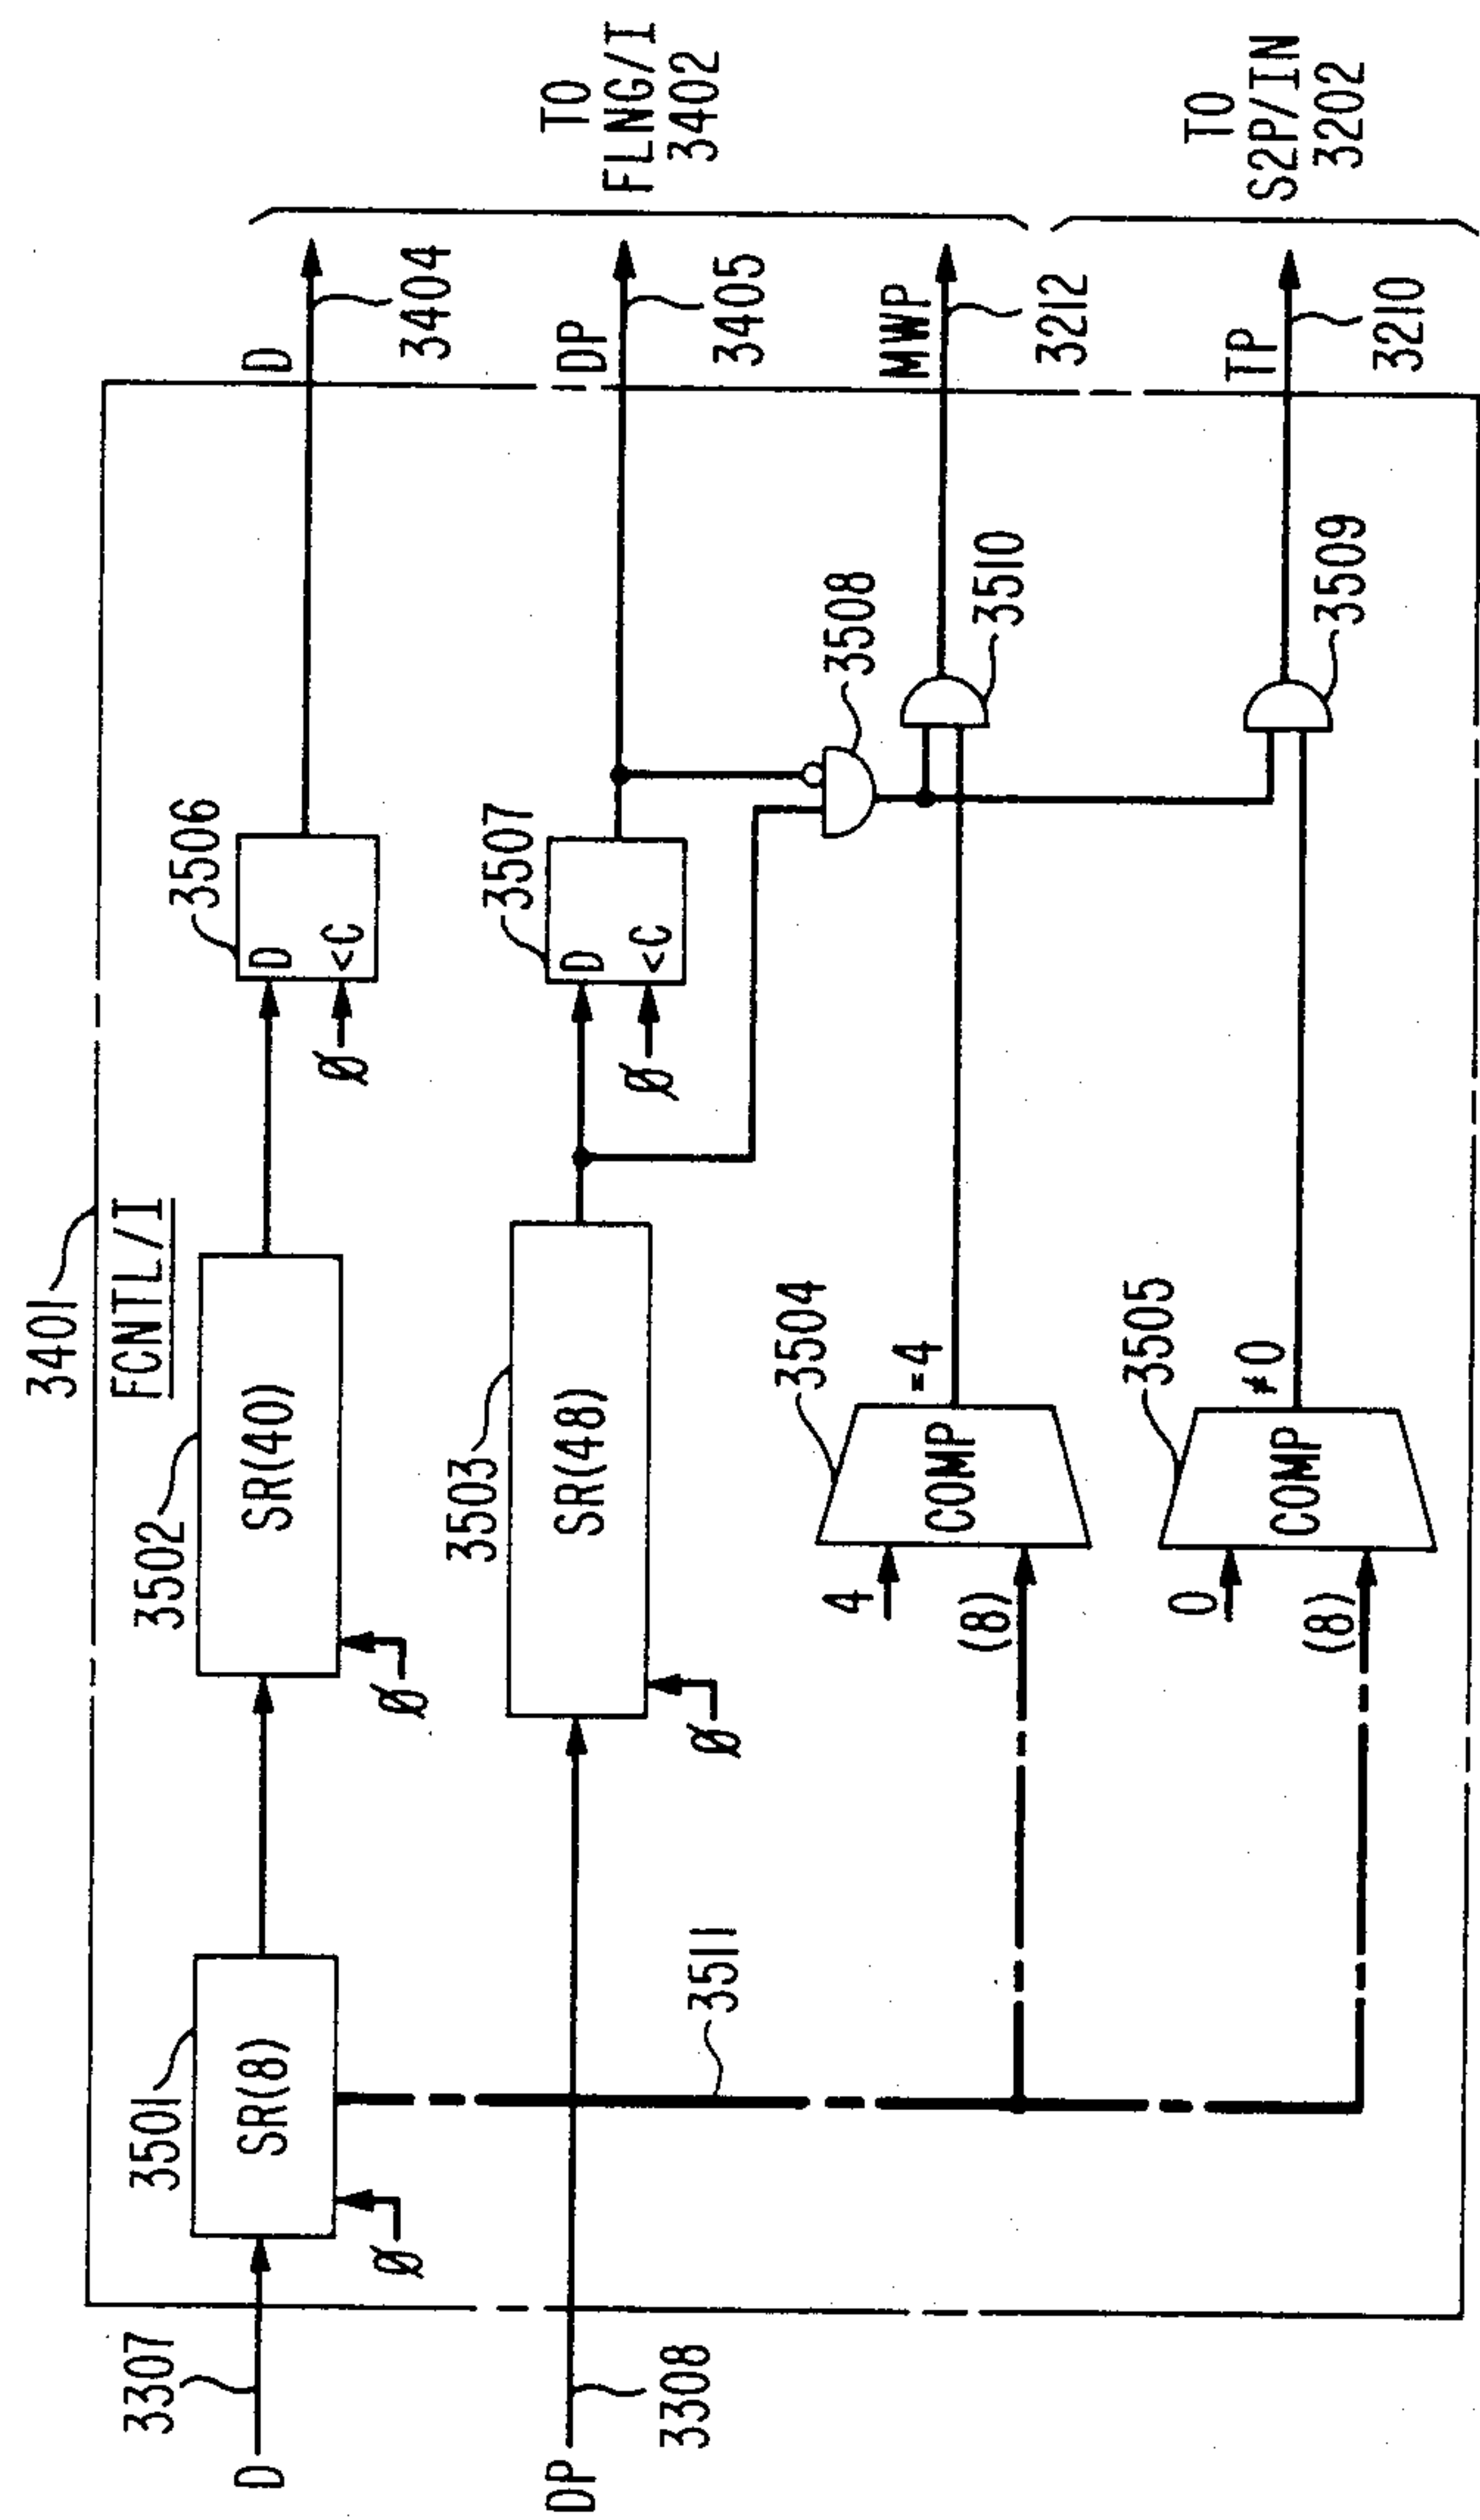 3401
FCNTL/I
D
3307
3501
SR(8)
Ø
3502
SR(40)
Ø
3506
D
<C
Ø
D
3404
DP
3308
3503
SR(48)
Ø
3507
D
<C
Ø
DP
3405
TO
FLNG/I
3402
3511
3508
4
(8)
3504
COMP
=4
3510
MWP
3212
0
(8)
3505
COMP
≠0
3509
TP
3210
TO
S2P/IN
3202